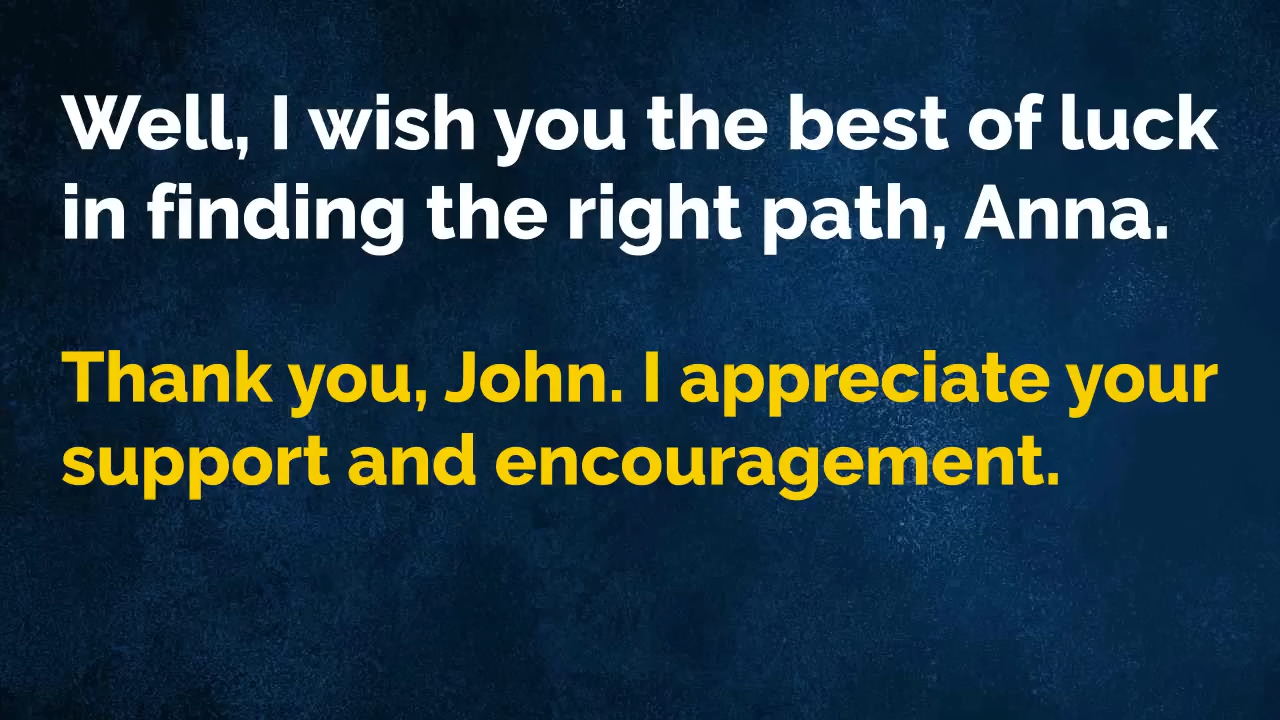 Well, I wish you the best of luck
in finding the right path, Anna.
Thank you, John. I appreciate your
support and encouragement.